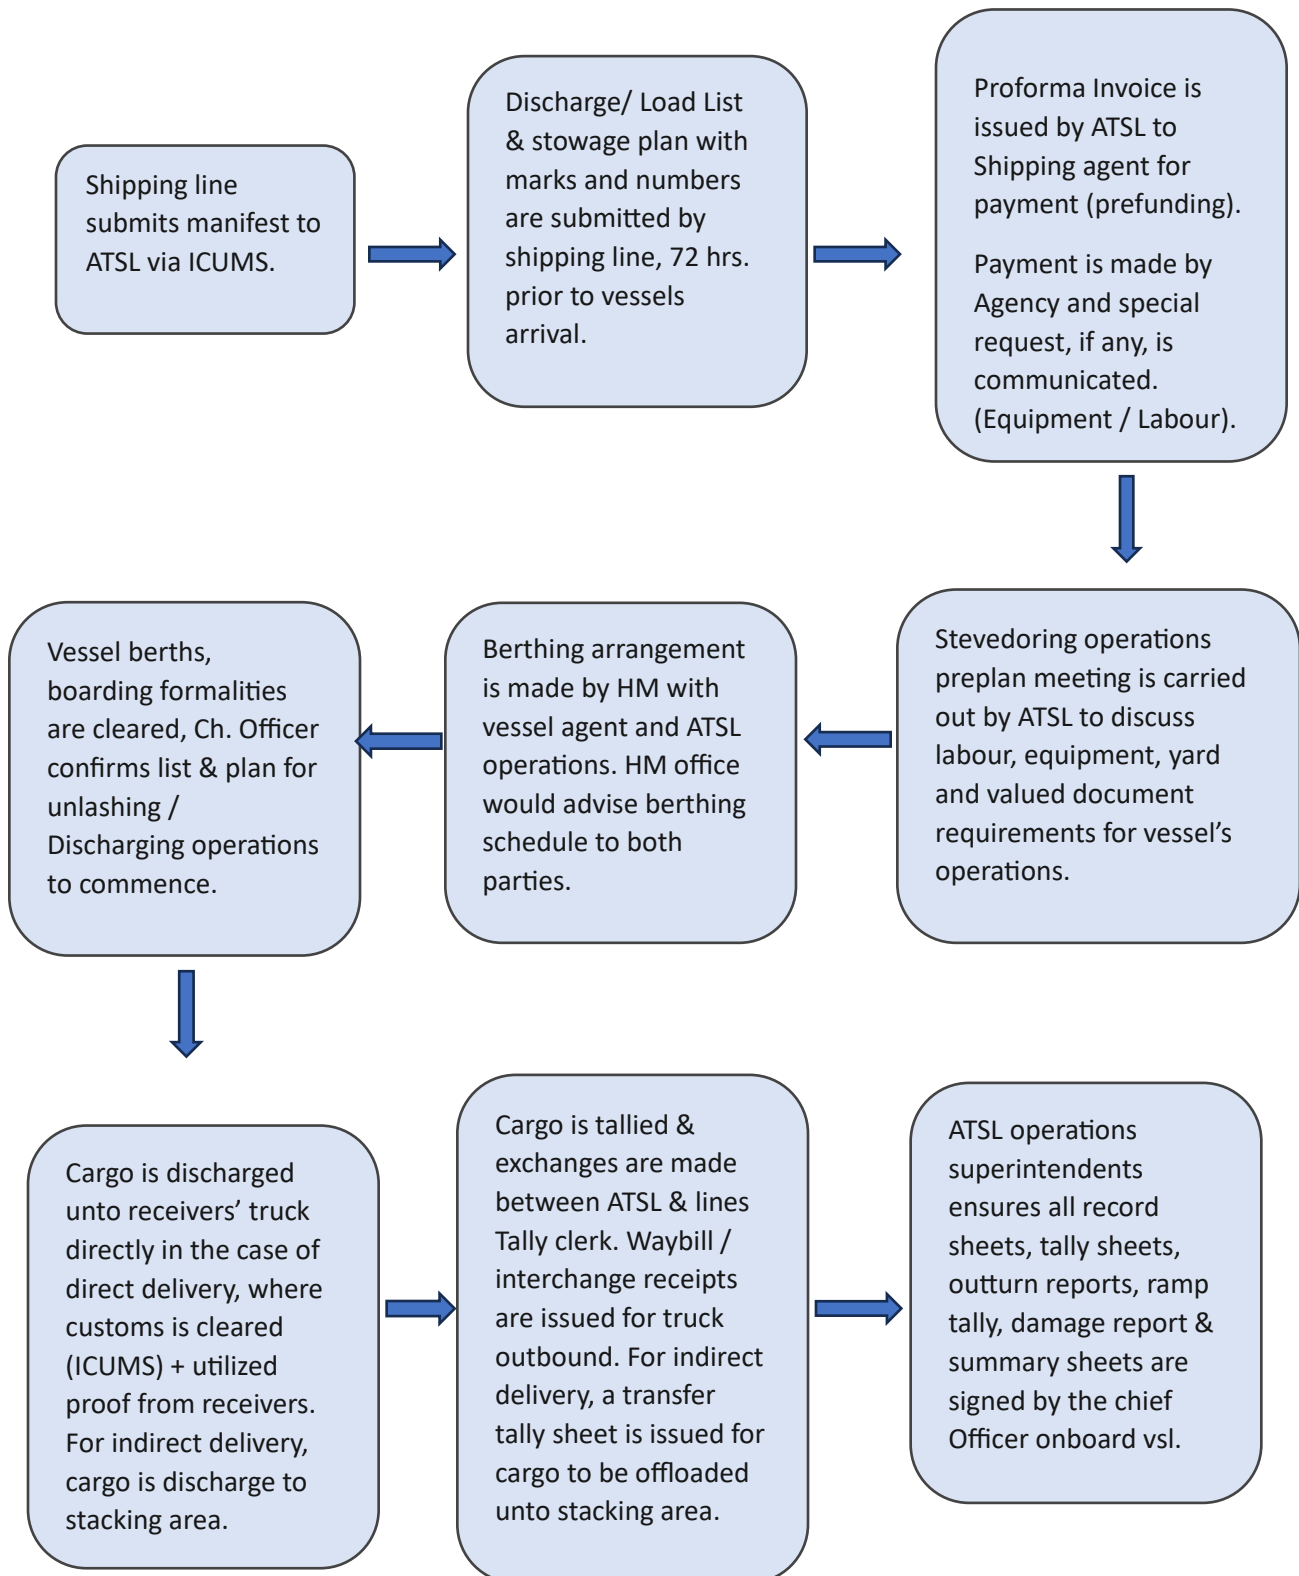 Shipping line
submits manifest to
ATSL via ICUMS.
Discharge/ Load List
& stowage plan with
marks and numbers
are submitted by
shipping line, 72 hrs.
prior to vessels
arrival.
Proforma Invoice is
issued by ATSL to
Shipping agent for
payment (prefunding).
Payment is made by
Agency and special
request, if any, is
communicated.
(Equipment / Labour).
Stevedoring operations
preplan meeting is carried
out by ATSL to discuss
labour, equipment, yard
and valued document
requirements for vessel’s
operations.
Berthing arrangement
is made by HM with
vessel agent and ATSL
operations. HM office
would advise berthing
schedule to both
parties.
Vessel berths,
boarding formalities
are cleared, Ch. Officer
confirms list & plan for
unlashing /
Discharging operations
to commence.
Cargo is discharged
unto receivers’ truck
directly in the case of
direct delivery, where
customs is cleared
(ICUMS) + utilized
proof from receivers.
For indirect delivery,
cargo is discharge to
stacking area.
Cargo is tallied &
exchanges are made
between ATSL & lines
Tally clerk. Waybill /
interchange receipts
are issued for truck
outbound. For indirect
delivery, a transfer
tally sheet is issued for
cargo to be offloaded
unto stacking area.
ATSL operations
superintendents
ensures all record
sheets, tally sheets,
outturn reports, ramp
tally, damage report &
summary sheets are
signed by the chief
Officer onboard vsl.